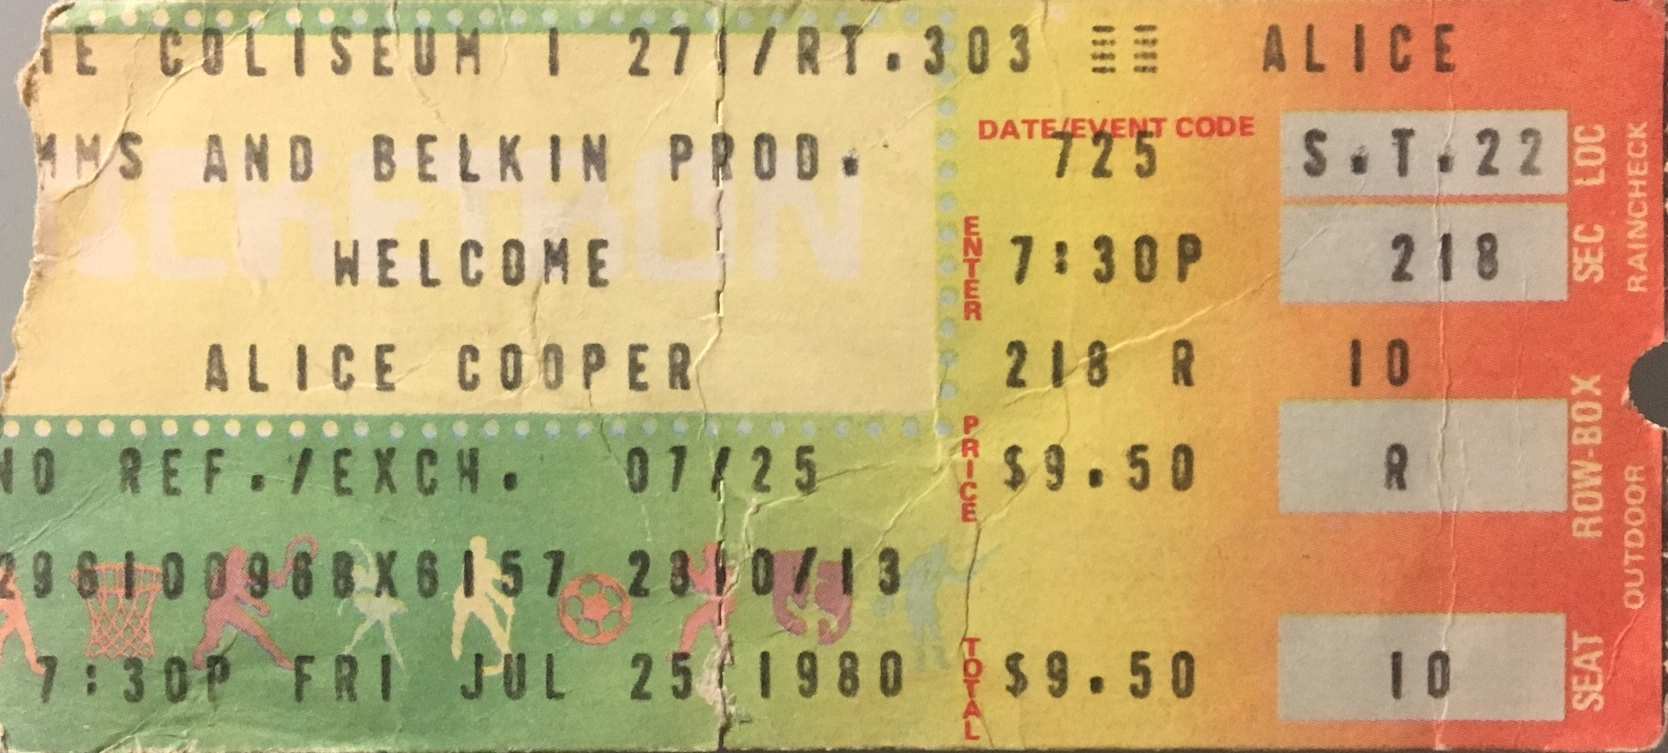 HE COLISEUM I 271/RT.303 ALICE
MMS AND BELKIN PROD.
WELCOME
ALICE COOPER
NO REF./EXCH. 07/25
7:30P FRI JUL 25 1980
DATE/EVENT CODE
725
ENTER
7:30P
218 R 10
PRICE
$9.50
TOTAL
$9.50
S.T.22
LOC
218
SEC
R
ROW-BOX
10
SEAT
RAINCHECK
OUTDOOR